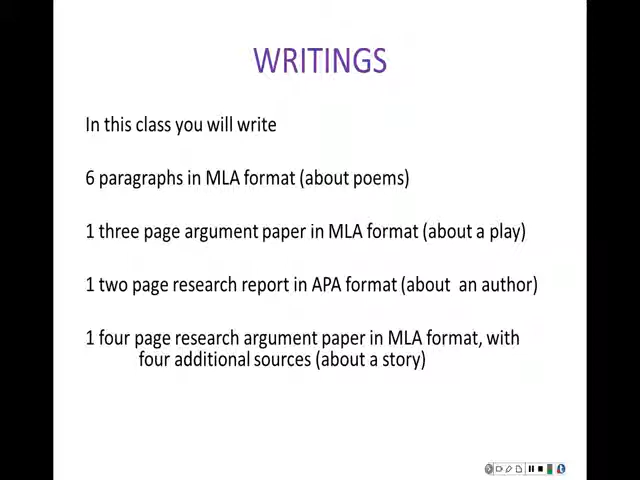 WRITINGS
In this class you will write
6 paragraphs in MLA format (about poems)
1 three page argument paper in MLA format (about a play)
1 two page research report in APA format (about an author)
1 four page research argument paper in MLA format, with
four additional sources (about a story)